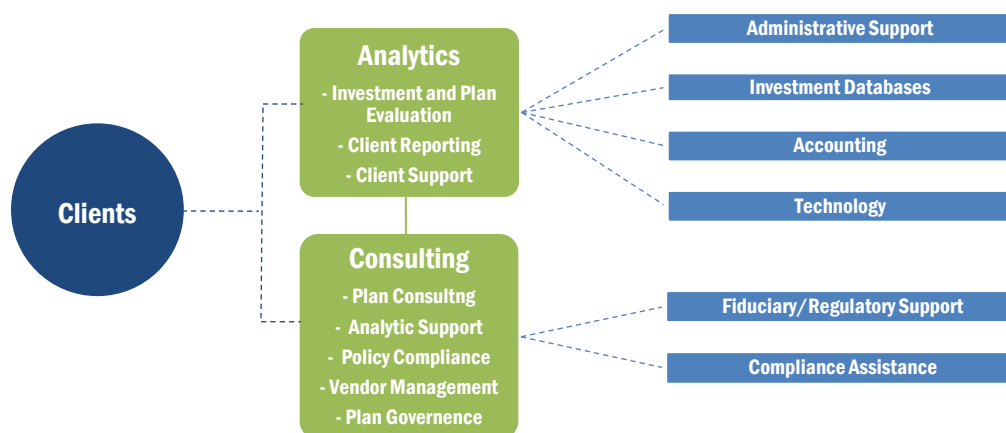 Clients
Analytics
- Investment and Plan
Evaluation
- Client Reporting
- Client Support
Consulting
- Plan Consultng
- Analytic Support
- Policy Compliance
- Vendor Management
- Plan Governence
Administrative Support
Investment Databases
Accounting
Technology
Fiduciary/Regulatory Support
Compliance Assistance